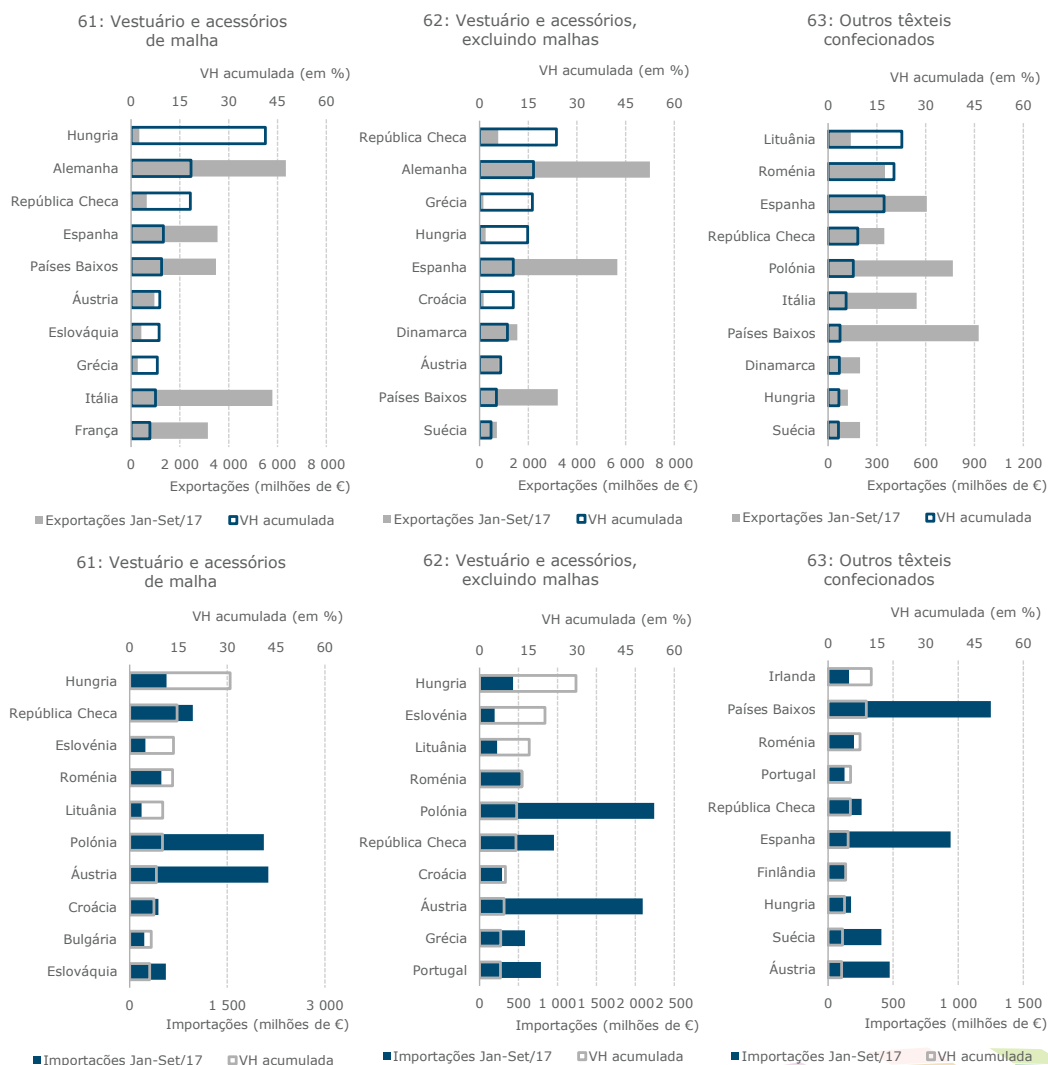 61: Vestuário e acessórios
de malha
VH acumulada (em %)
0 15 30 45 60
Hungria
Alemanha
República Checa
Espanha
Países Baixos
Áustria
Eslováquia
Grécia
Itália
França
0 2 000 4 000 6 000 8 000
Exportações (milhões de €)
Exportações Jan-Set/17 VH acumulada
62: Vestuário e acessórios,
excluindo malhas
VH acumulada (em %)
0 15 30 45 60
República Checa
Alemanha
Grécia
Hungria
Espanha
Croácia
Dinamarca
Áustria
Países Baixos
Suécia
0 2 000 4 000 6 000 8 000
Exportações (milhões de €)
Exportações Jan-Set/17 VH acumulada
63: Outros têxteis
confecionados
VH acumulada (em %)
0 15 30 45 60
Lituânia
Roménia
Espanha
República Checa
Polónia
Itália
Países Baixos
Dinamarca
Hungria
Suécia
0 300 600 900 1 200
Exportações (milhões de €)
Exportações Jan-Set/17 VH acumulada
61: Vestuário e acessórios
de malha
VH acumulada (em %)
0 15 30 45 60
Hungria
República Checa
Eslovénia
Roménia
Lituânia
Polónia
Áustria
Croácia
Bulgária
Eslováquia
0 1 500 3 000
Importações (milhões de €)
Importações Jan-Set/17 VH acumulada
62: Vestuário e acessórios,
excluindo malhas
VH acumulada (em %)
0 15 30 45 60
Hungria
Eslovénia
Lituânia
Roménia
Polónia
República Checa
Croácia
Áustria
Grécia
Portugal
0 500 1 000 1 500 2 000 2 500
Importações (milhões de €)
Importações Jan-Set/17 VH acumulada
63: Outros têxteis
confecionados
VH acumulada (em %)
0 15 30 45 60
Irlanda
Países Baixos
Roménia
Portugal
República Checa
Espanha
Finlândia
Hungria
Suécia
Áustria
0 500 1 000 1 500
Importações (milhões de €)
Importações Jan-Set/17 VH acumulada